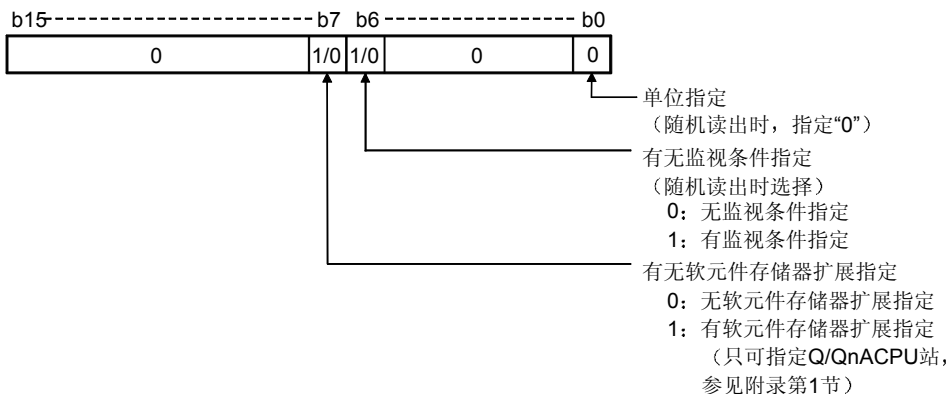 b15 b7 b6 b0
0 1/0 1/0 0 0
单位指定
（随机读出时，指定“0”）
有无监视条件指定
（随机读出时选择）
0：无监视条件指定
1：有监视条件指定
有无软元件存储器扩展指定
0：无软元件存储器扩展指定
1：有软元件存储器扩展指定
（只可指定Q/QnACPU站，
参见附录第1节）